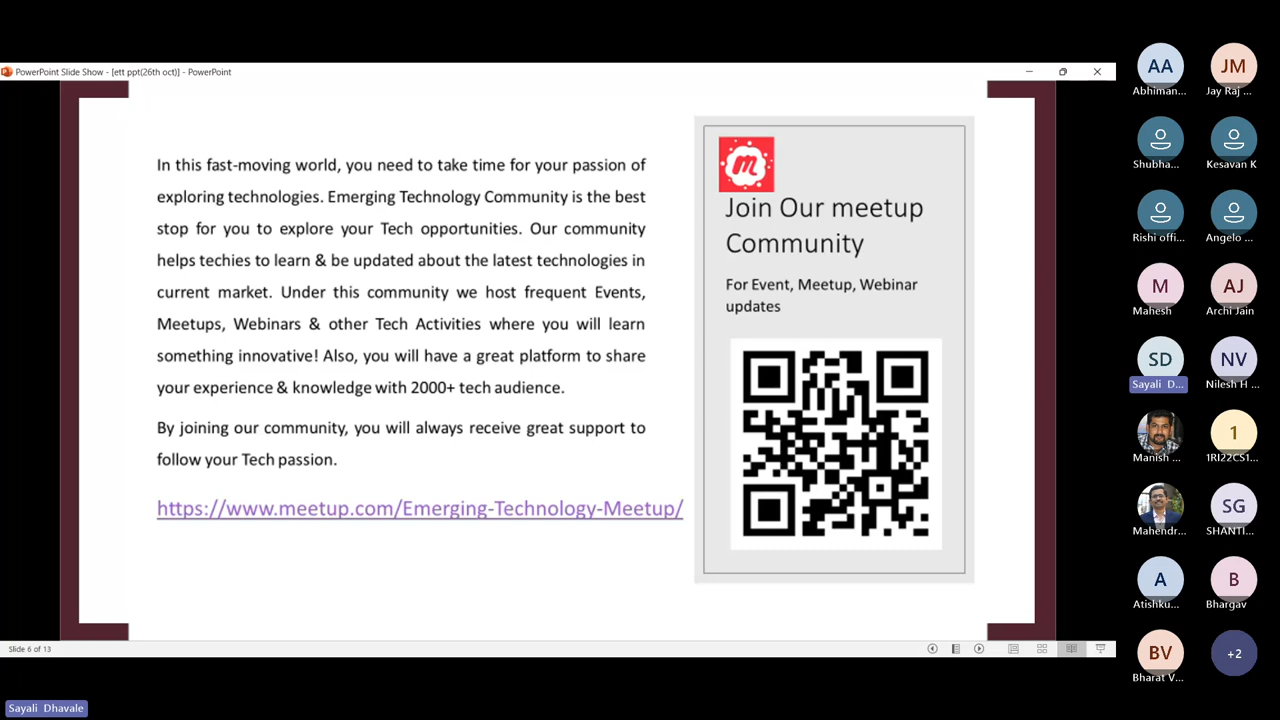 PowerPoint Slide Show - [ett ppt(26th oct)] - PowerPoint
In this fast-moving world, you need to take time for your passion of
exploring technologies. Emerging Technology Community is the best
stop for you to explore your Tech opportunities. Our community
helps techies to learn & be updated about the latest technologies in
current market. Under this community we host frequent Events,
Meetups, Webinars & other Tech Activities where you will learn
something innovative! Also, you will have a great platform to share
your experience & knowledge with 2000+ tech audience.
By joining our community, you will always receive great support to
follow your Tech passion.
https://www.meetup.com/Emerging-Technology-Meetup/
m
Join Our meetup
Community
For Event, Meetup, Webinar
updates
Slide 6 of 13
AA
Abhiman...
JM
Jay Raj ...
Shubha...
Kesavan K
Rishi offi...
Angelo ...
M
Mahesh
AJ
Archi Jain
SD
Sayali D...
NV
Nilesh H ...
Manish ...
1
1RI22CS1...
Mahendr...
SG
SHANTI...
A
Atishku...
B
Bhargav
BV
Bharat V...
+2
Sayali Dhavale